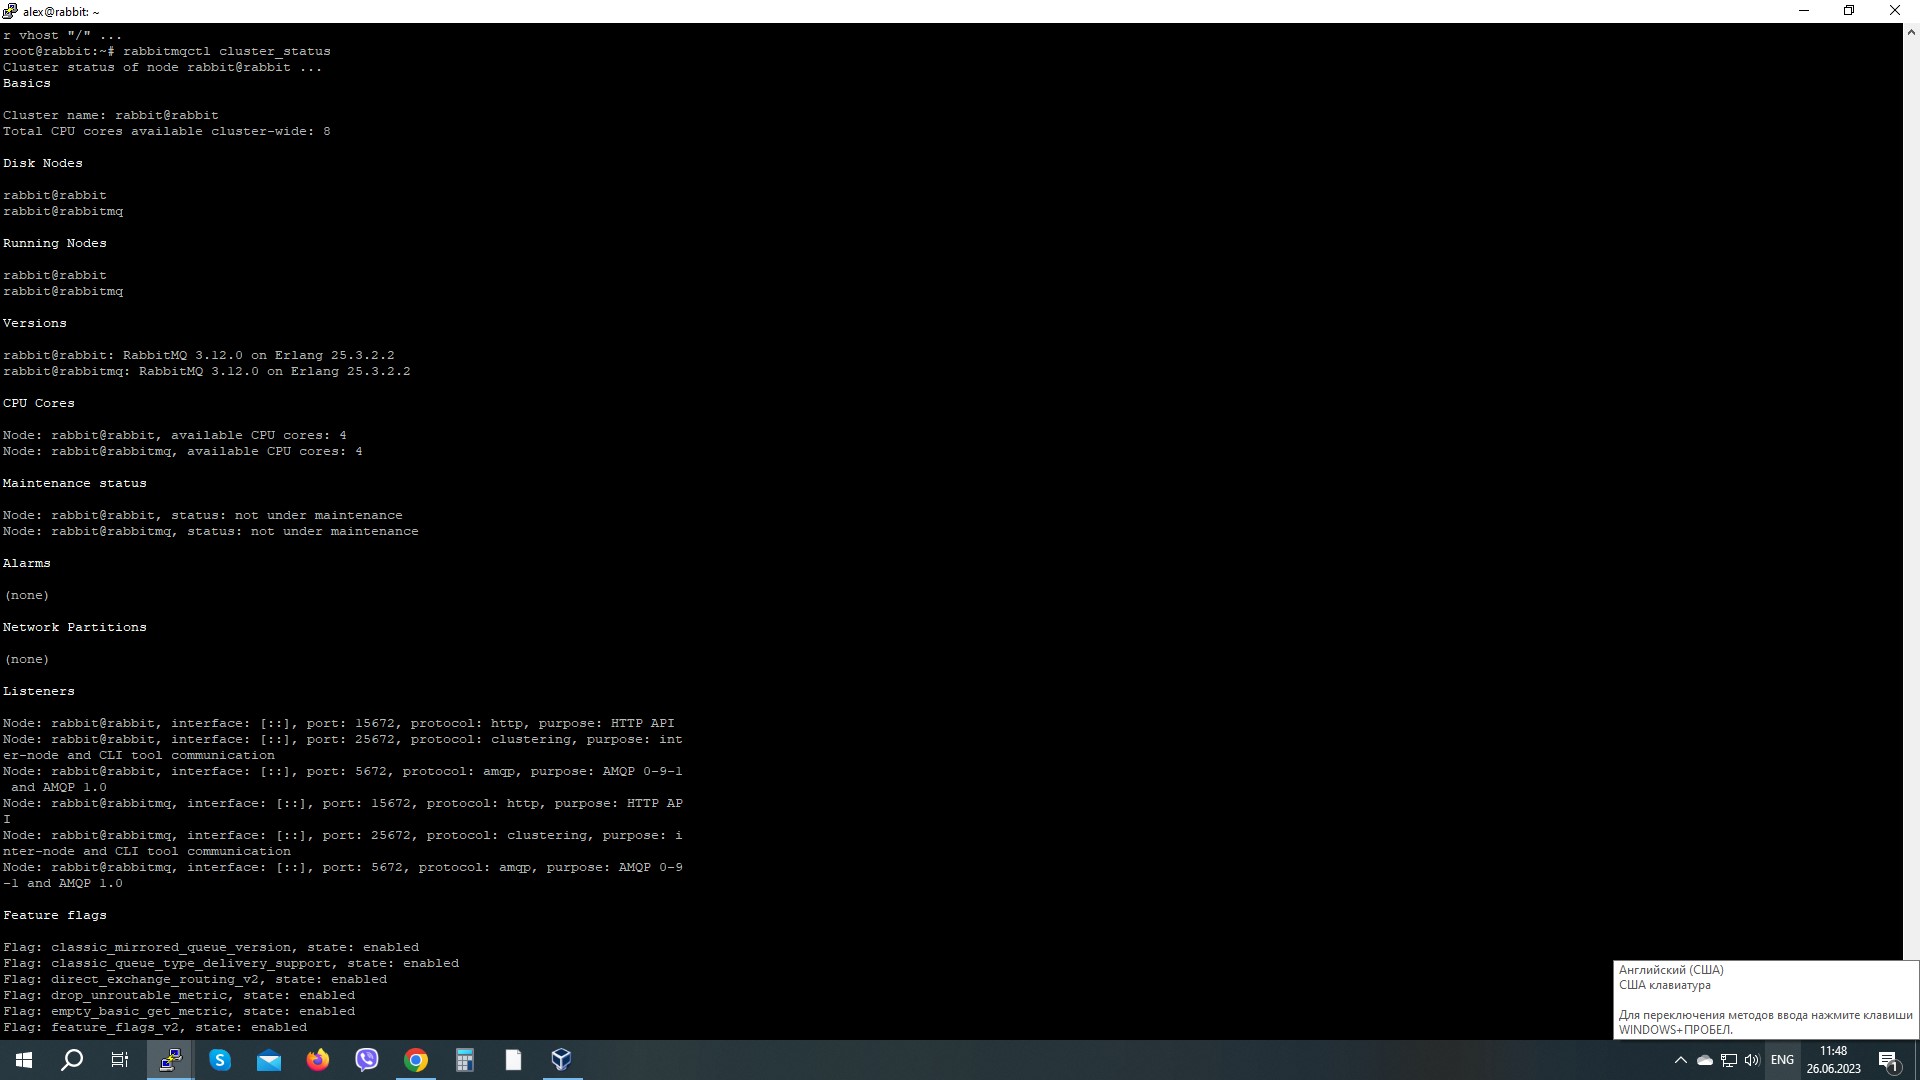 alex@rabbit: ~
r vhost "/" ...
root@rabbit:~# rabbitmqctl cluster_status
Cluster status of node rabbit@rabbit ...
Basics
Cluster name: rabbit@rabbit
Total CPU cores available cluster-wide: 8
Disk Nodes
rabbit@rabbit
rabbit@rabbitmq
Running Nodes
rabbit@rabbit
rabbit@rabbitmq
Versions
rabbit@rabbit: RabbitMQ 3.12.0 on Erlang 25.3.2.2
rabbit@rabbitmq: RabbitMQ 3.12.0 on Erlang 25.3.2.2
CPU Cores
Node: rabbit@rabbit, available CPU cores: 4
Node: rabbit@rabbitmq, available CPU cores: 4
Maintenance status
Node: rabbit@rabbit, status: not under maintenance
Node: rabbit@rabbitmq, status: not under maintenance
Alarms
(none)
Network Partitions
(none)
Listeners
Node: rabbit@rabbit, interface: [::], port: 15672, protocol: http, purpose: HTTP API
Node: rabbit@rabbit, interface: [::], port: 25672, protocol: clustering, purpose: int
er-node and CLI tool communication
Node: rabbit@rabbit, interface: [::], port: 5672, protocol: amqp, purpose: AMQP 0-9-1
and AMQP 1.0
Node: rabbit@rabbitmq, interface: [::], port: 15672, protocol: http, purpose: HTTP AP
I
Node: rabbit@rabbitmq, interface: [::], port: 25672, protocol: clustering, purpose: i
nter-node and CLI tool communication
Node: rabbit@rabbitmq, interface: [::], port: 5672, protocol: amqp, purpose: AMQP 0-9
-1 and AMQP 1.0
Feature flags
Flag: classic_mirrored_queue_version, state: enabled
Flag: classic_queue_type_delivery_support, state: enabled
Flag: direct_exchange_routing_v2, state: enabled
Flag: drop_unroutable_metric, state: enabled
Flag: empty_basic_get_metric, state: enabled
Flag: feature_flags_v2, state: enabled
Английский (США)
США клавиатура
Для переключения методов ввода нажмите клавиши
WINDOWS+ПРОБЕЛ.
ENG
11:48
26.06.2023
1